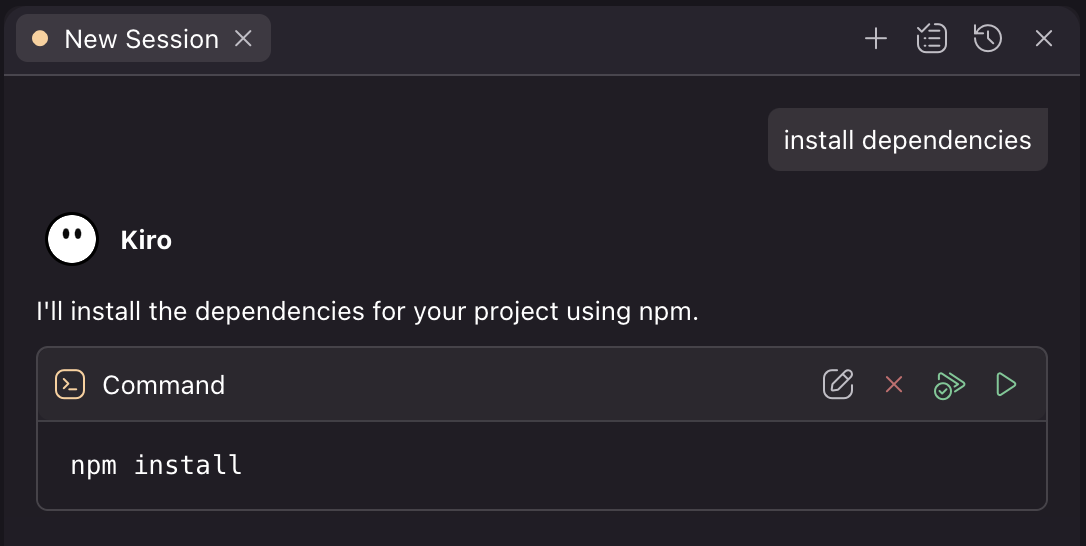 New Session
install dependencies
Kiro
I'll install the dependencies for your project using npm.
Command
npm install